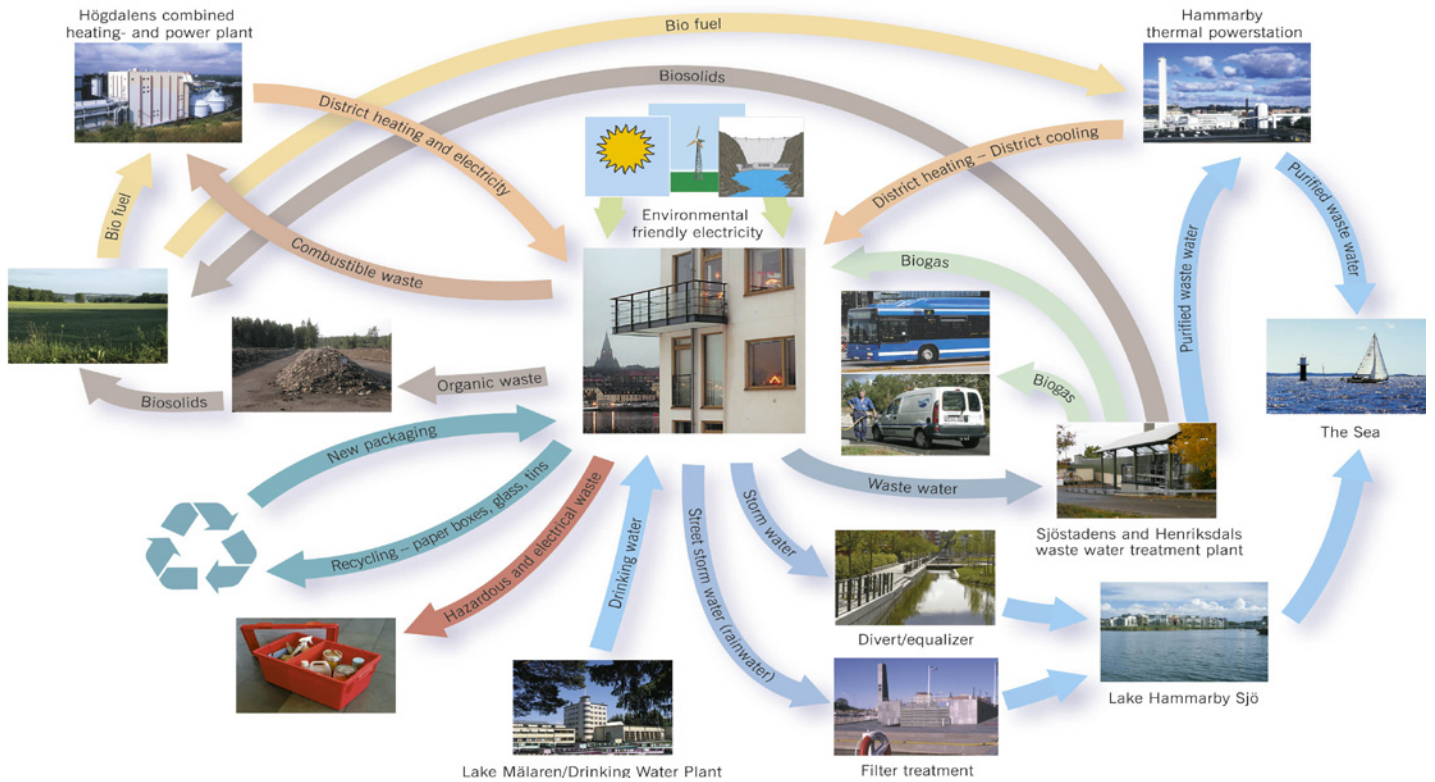 Högdalens combined
heating- and power plant
Bio fuel
Hammarby
thermal powerstation
Biosolids
District heating and electricity
District heating – District cooling
Purified waste water
Bio fuel
Combustible waste
Environmental
friendly electricity
Biogas
Purified waste water
Biogas
Organic waste
Biosolids
The Sea
New packaging
Waste water
Recycling – paper boxes, glass, tins
Hazardous and electrical waste
Drinking water
Street storm water (rainwater)
Storm water
Sjöstadens and Henriksdals
waste water treatment plant
Divert/equalizer
Lake Hammarby Sjö
Lake Mälaren/Drinking Water Plant
Filter treatment